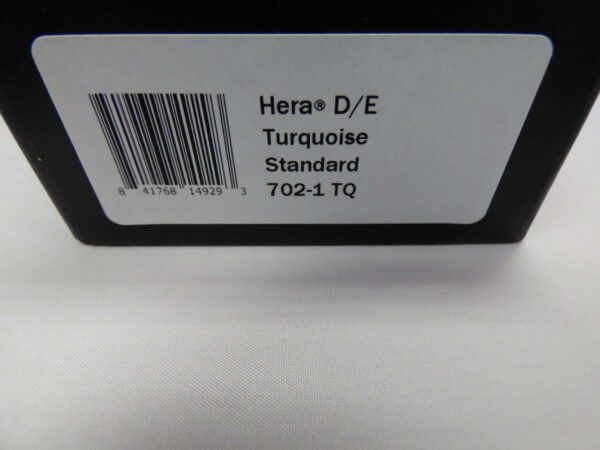 Hera® D/E
Turquoise
Standard
702-1 TQ
8 41768 14929 3